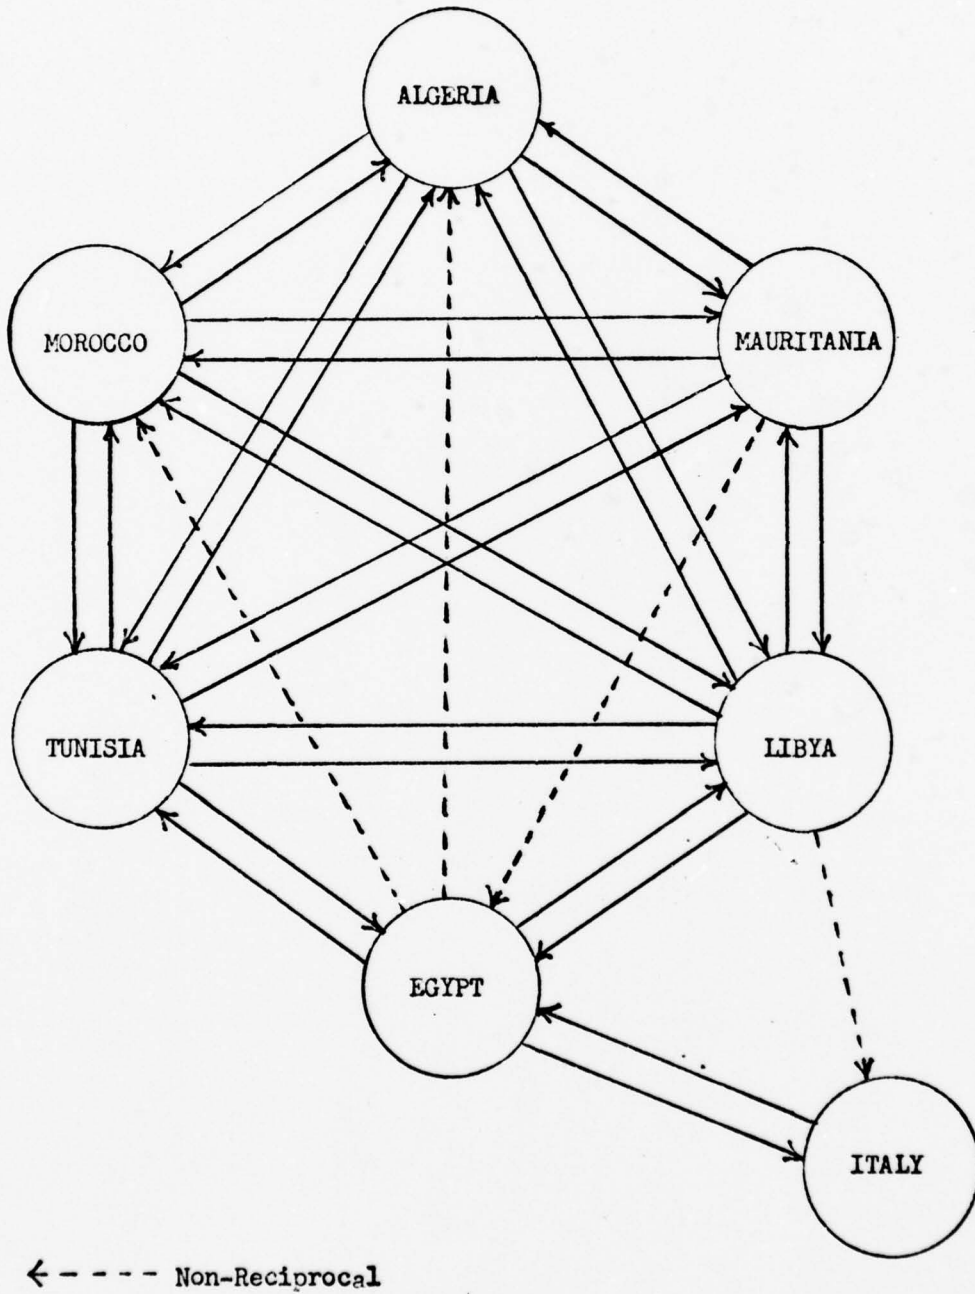 ALGERIA
MOROCCO
MAURITANIA
TUNISIA
LIBYA
EGYPT
ITALY
Non-Reciprocal